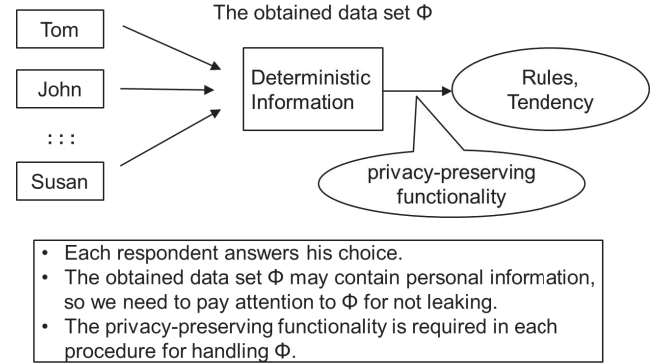 The obtained data set Φ
Tom
John
:::
Susan
Deterministic
Information
Rules,
Tendency
privacy-preserving
functionality
• Each respondent answers his choice.
• The obtained data set Φ may contain personal information,
so we need to pay attention to Φ for not leaking.
• The privacy-preserving functionality is required in each
procedure for handling Φ.